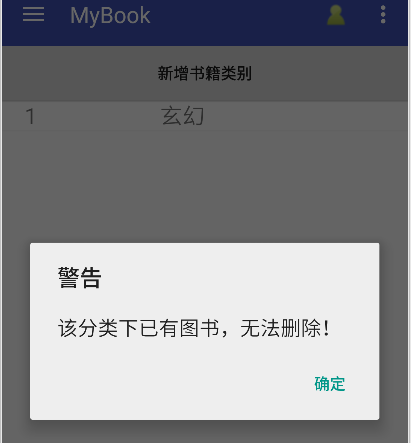 MyBook
新增书籍类别
1 玄幻
警告
该分类下已有图书，无法删除！
确定